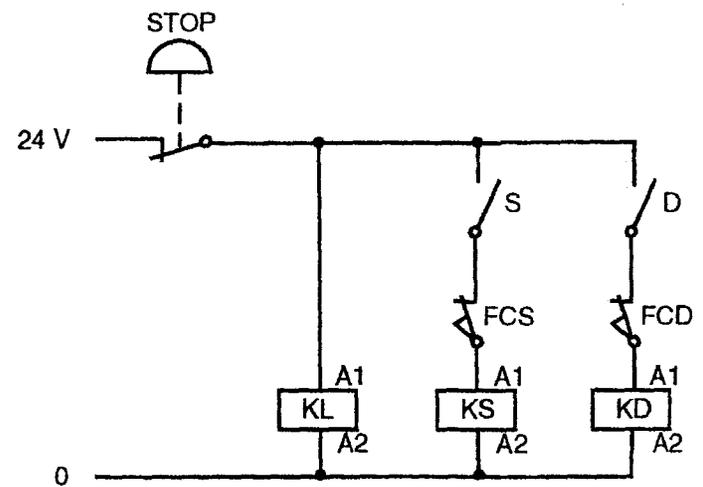 STOP
24 V
S D
FCS FCD
A1 A1 A1
KL KS KD
A2 A2 A2
0